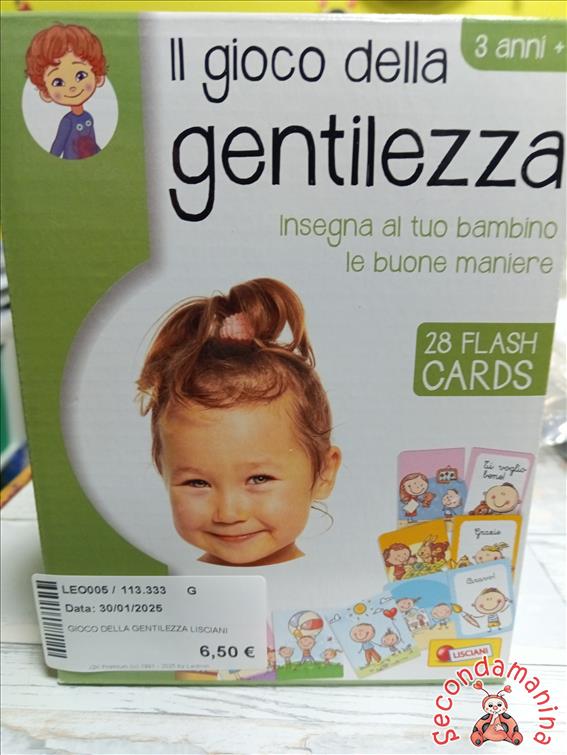 Il gioco della
3 anni +
gentilezza
Insegna al tuo bambino
le buone maniere
28 FLASH
CARDS
Tu voglio
bene!
Grazie
Bravo!
LISCIANI
LEO005 / 113.333 G
Data: 30/01/2025
GIOCO DELLA GENTILEZZA LISCIANI
6,50 €
Secondamanina